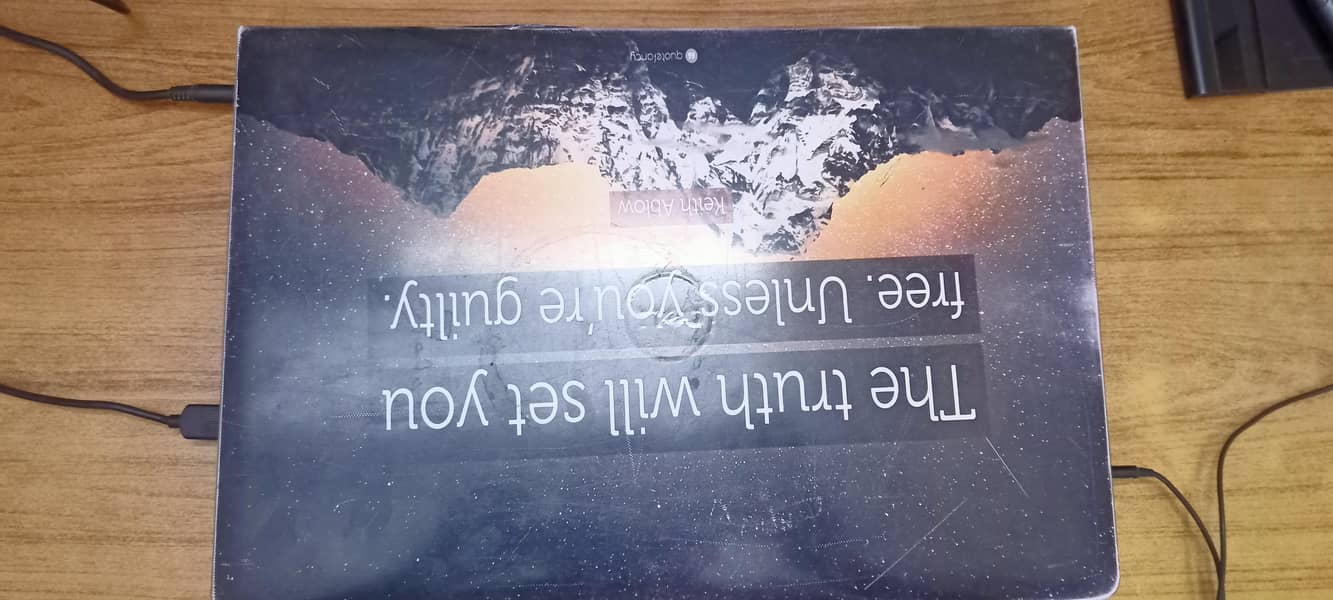 The truth will set you
free. Unless you're guilty.
Keith Ablow
quotefancy